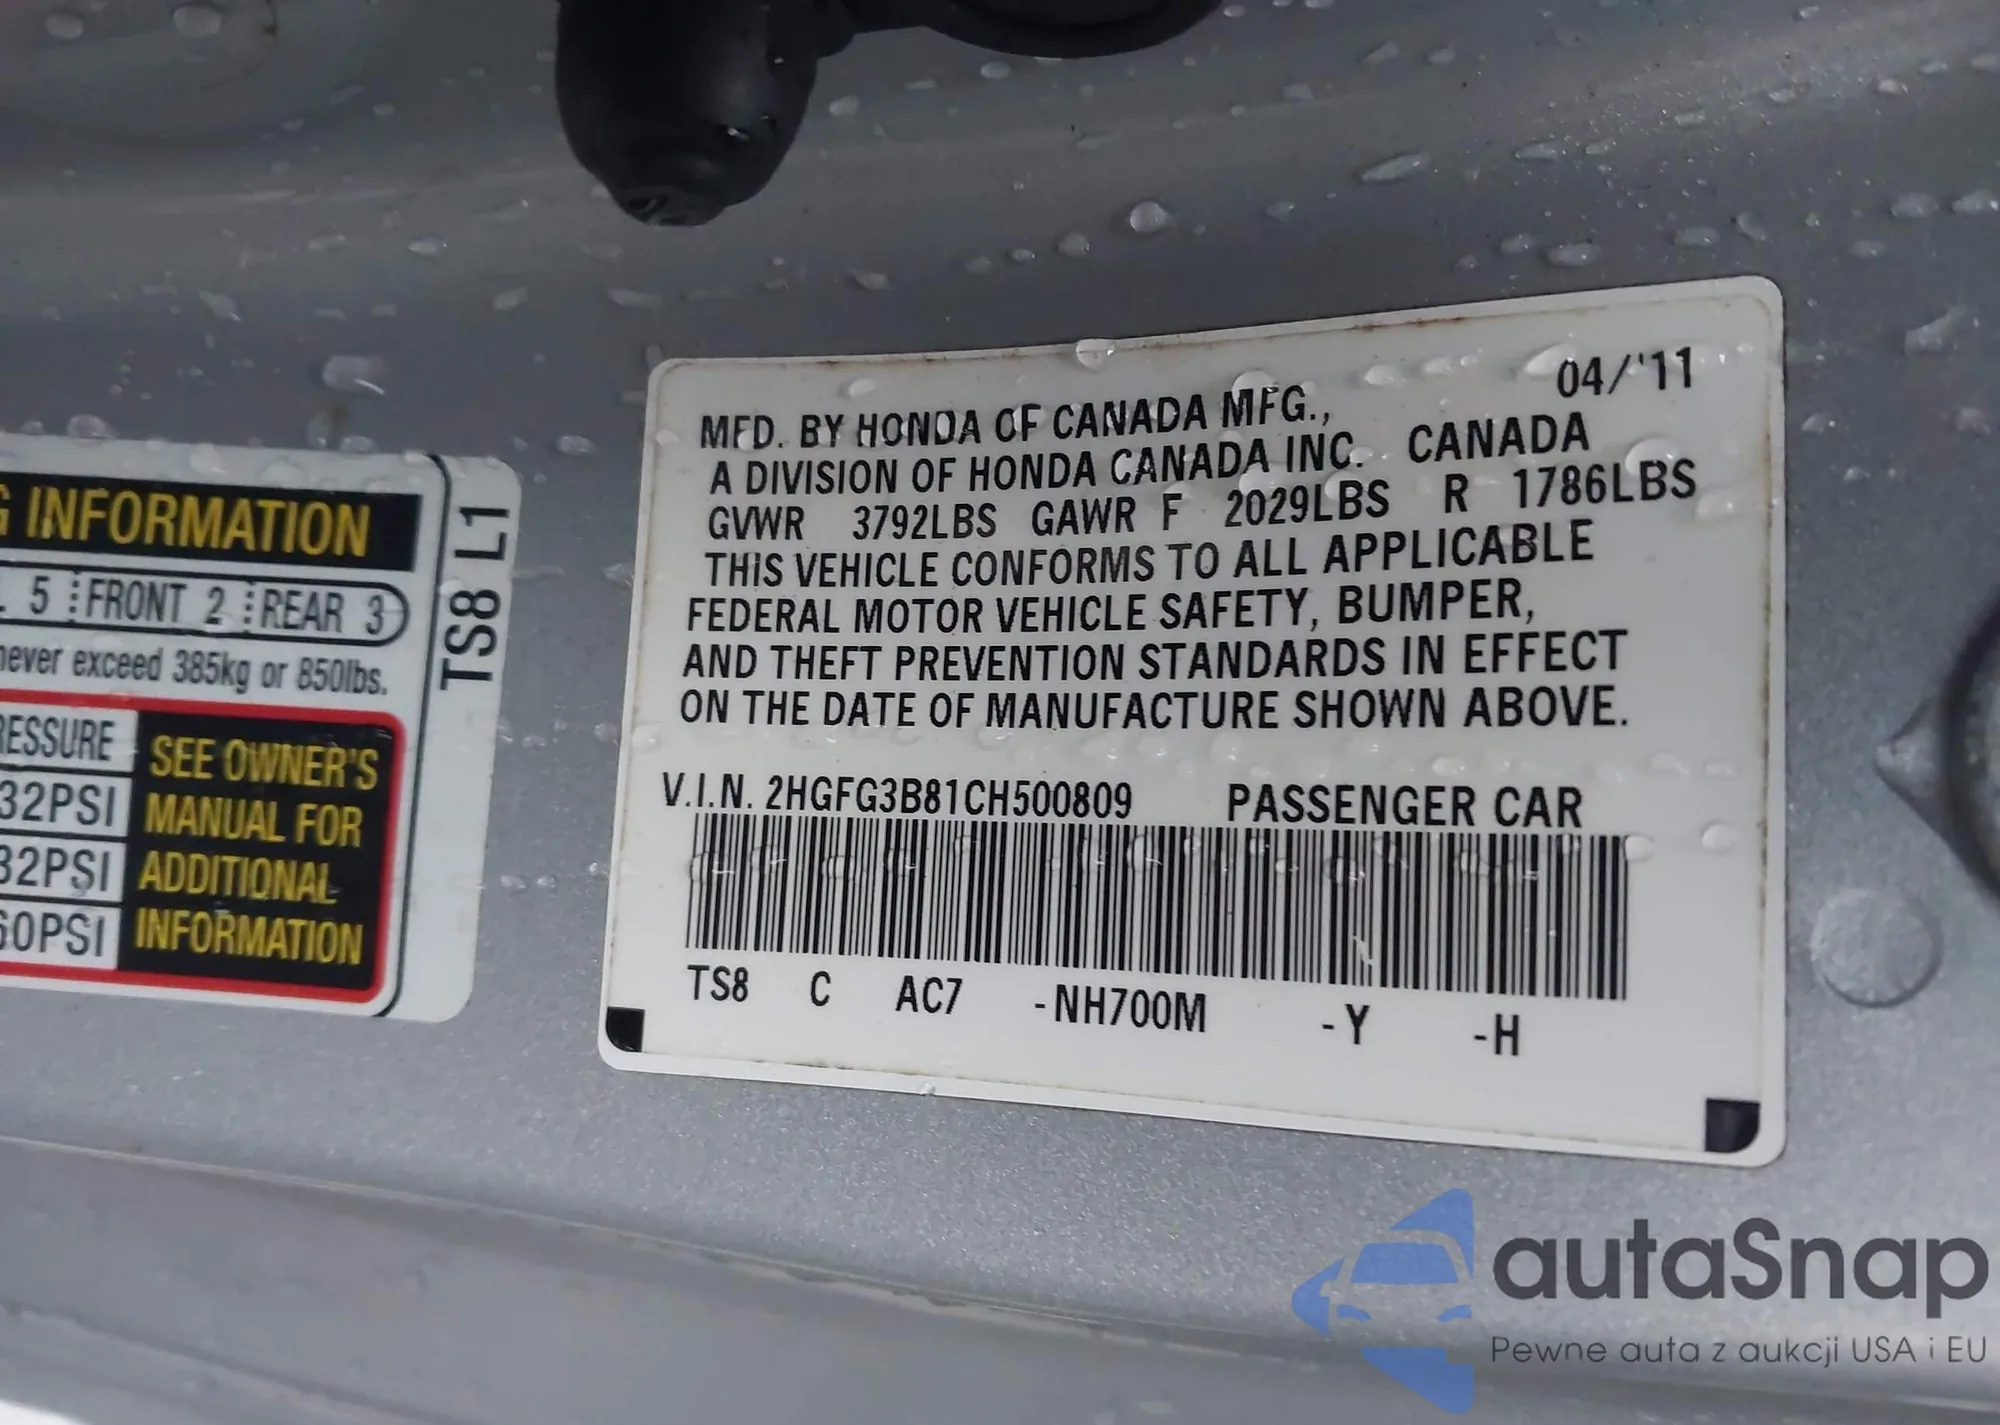 G INFORMATION
5 FRONT 2 REAR 3
never exceed 385kg or 850lbs.
RESSURE
32PSI
32PSI
60PSI
SEE OWNER'S
MANUAL FOR
ADDITIONAL
INFORMATION
TS8 L1
04/'11
MFD. BY HONDA OF CANADA MFG.,
A DIVISION OF HONDA CANADA INC. CANADA
GVWR 3792LBS GAWR F 2029LBS R 1786LBS
THIS VEHICLE CONFORMS TO ALL APPLICABLE
FEDERAL MOTOR VEHICLE SAFETY, BUMPER,
AND THEFT PREVENTION STANDARDS IN EFFECT
ON THE DATE OF MANUFACTURE SHOWN ABOVE.
V.I.N. 2HGFG3B81CH500809 PASSENGER CAR
TS8 C AC7 -NH700M -Y -H
autaSnap
Pewne auta z aukcji USA i EU